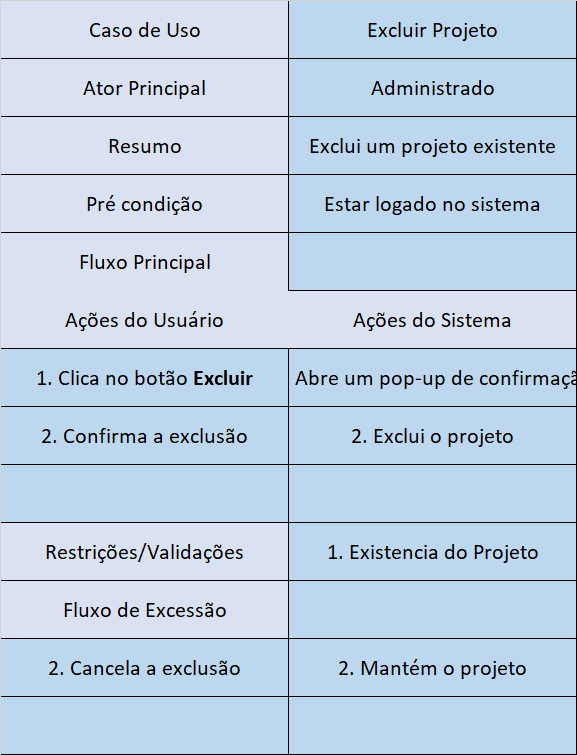 Caso de Uso Excluir Projeto
Ator Principal Administrado
Resumo Exclui um projeto existente
Pré condição Estar logado no sistema
Fluxo Principal
Ações do Usuário Ações do Sistema
1. Clica no botão Excluir Abre um pop-up de confirmaçã
2. Confirma a exclusão 2. Exclui o projeto
Restrições/Validações 1. Existencia do Projeto
Fluxo de Excessão
2. Cancela a exclusão 2. Mantém o projeto